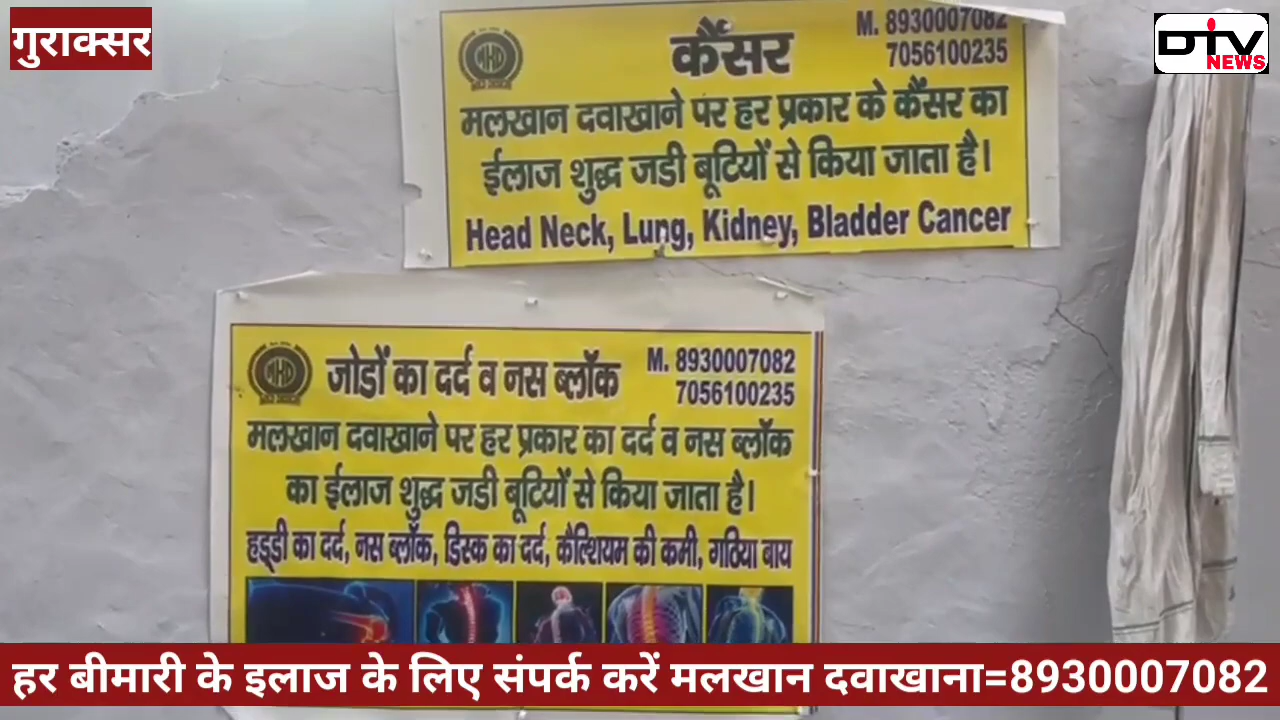 गुराक्सर
DTV
NEWS
M. 8930007082
7056100235
कैंसर
MHD
मलखान दवाखाने पर हर प्रकार के कैंसर का
ईलाज शुद्ध जडी बूटियों से किया जाता है।
Head Neck, Lung, Kidney, Bladder Cancer
MHD
जोडों का दर्द व नस ब्लॉक
M. 8930007082
7056100235
मलखान दवाखाने पर हर प्रकार का दर्द व नस ब्लॉक
का ईलाज शुद्ध जडी बूटियों से किया जाता है।
हड्डी का दर्द, नस ब्लॉक, डिस्क का दर्द, कैल्शियम की कमी, गठिया बाय
हर बीमारी के इलाज के लिए संपर्क करें मलखान दवाखाना=8930007082